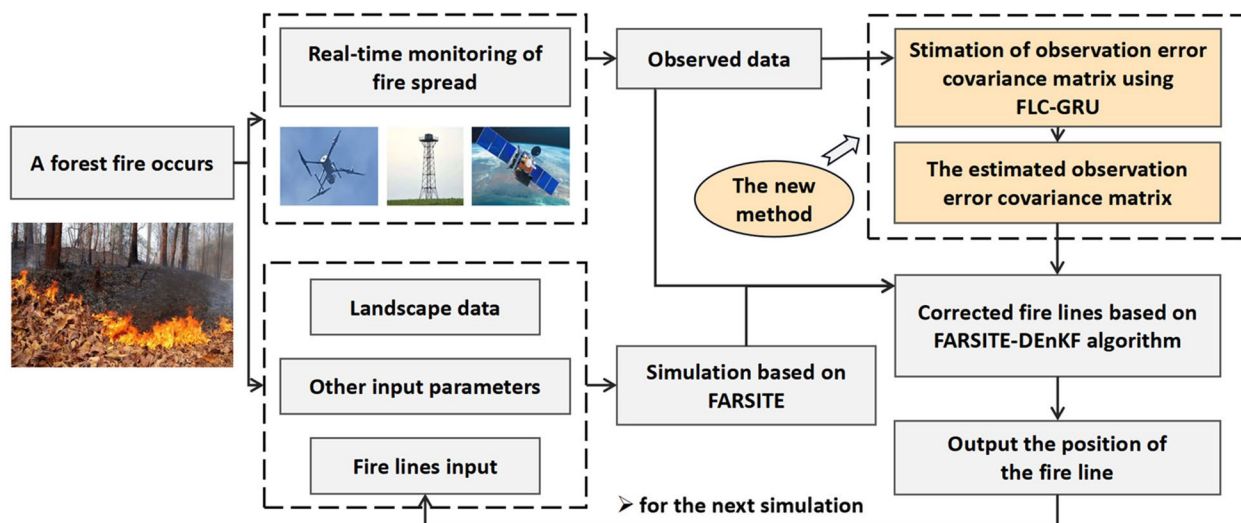 A forest fire occurs
Real-time monitoring of
fire spread
Landscape data
Other input parameters
Fire lines input
Observed data
Simulation based on
FARSITE
The new
method
Stimation of observation error
covariance matrix using
FLC-GRU
The estimated observation
error covariance matrix
Corrected fire lines based on
FARSITE-DEnKF algorithm
Output the position of
the fire line
➢ for the next simulation